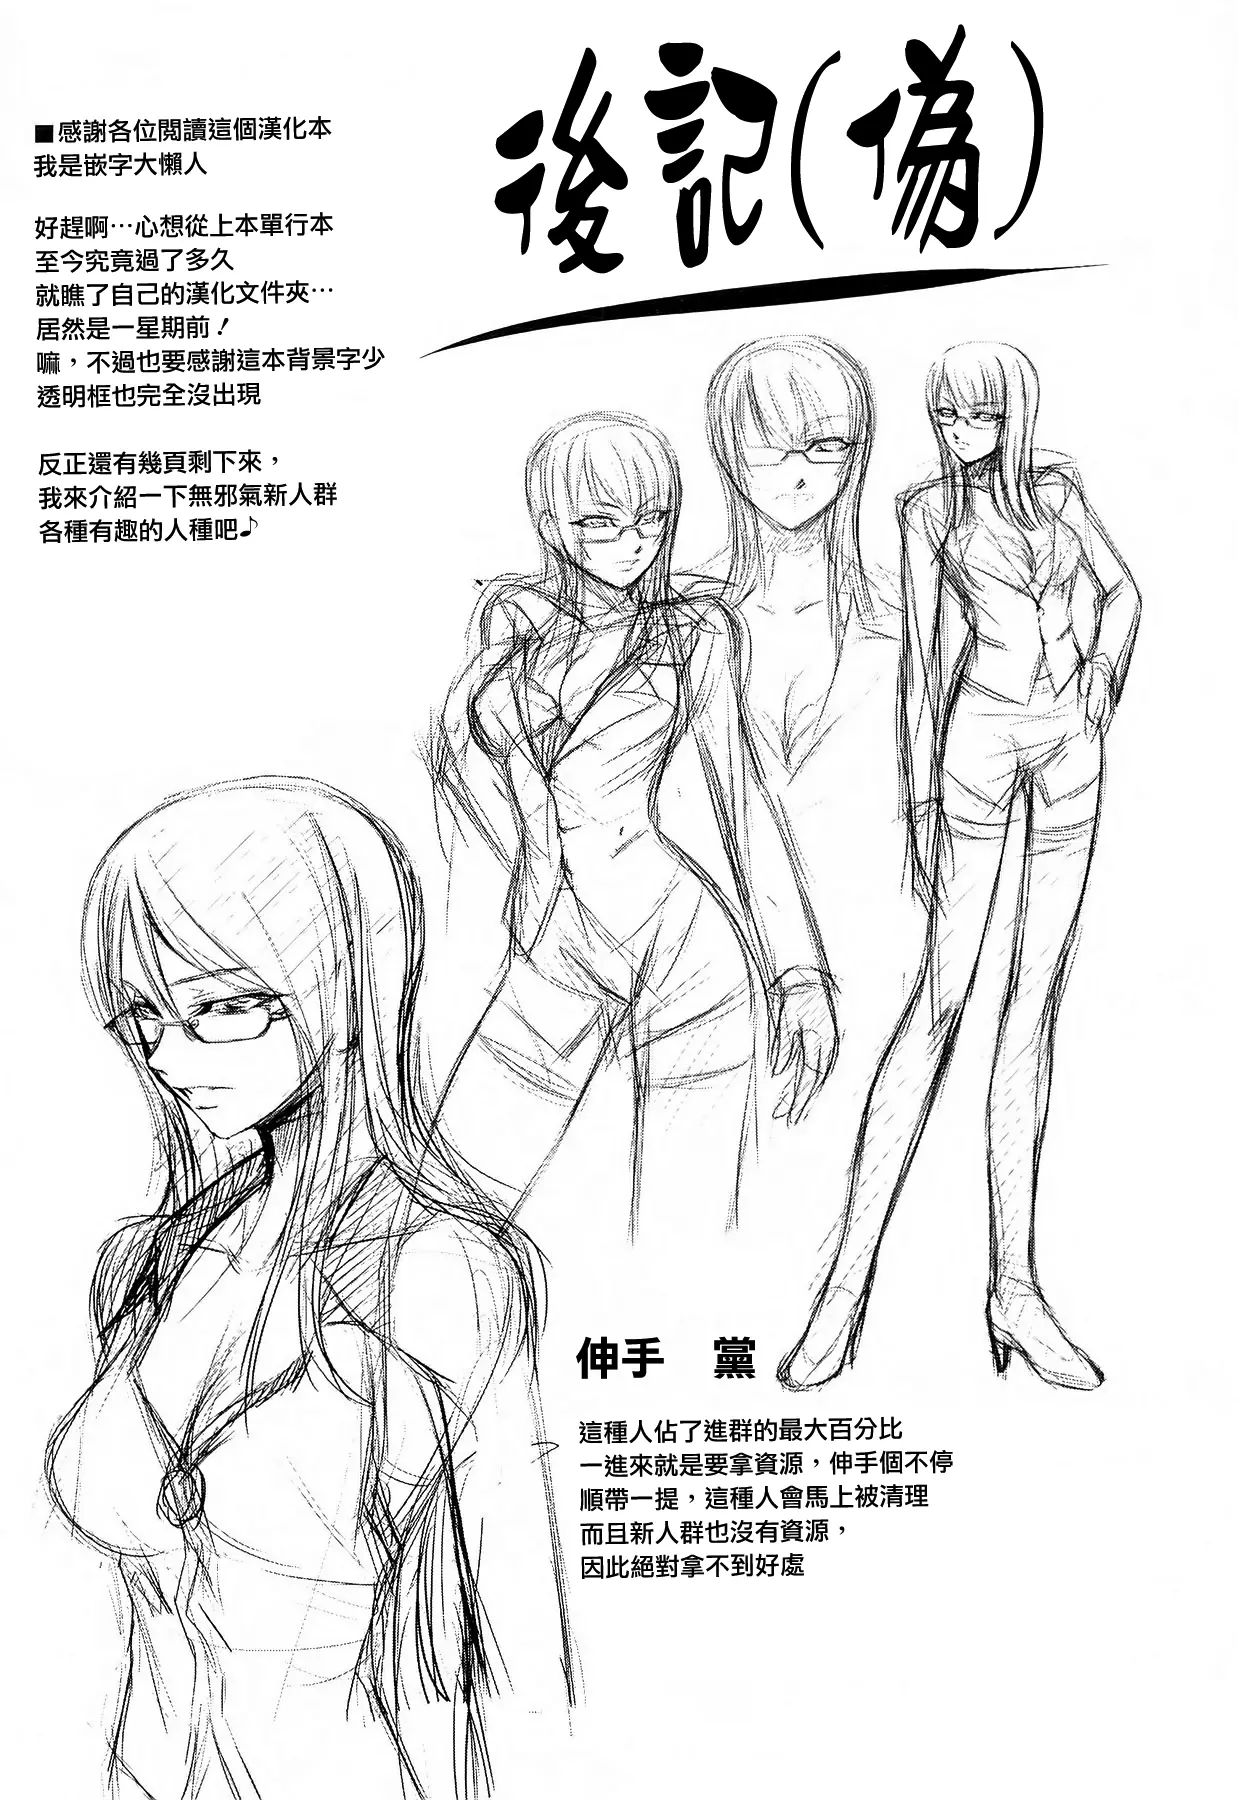 後記(偽)
■感謝各位閱讀這個漢化本
我是嵌字大懶人
好趕啊…心想從上本單行本
至今究竟過了多久
就瞧了自己的漢化文件夾…
居然是一星期前！
嘛，不過也要感謝這本背景字少
透明框也完全沒出現
反正還有幾頁剩下來，
我來介紹一下無邪氣新人群
各種有趣的人種吧♪
伸手　黨
這種人佔了進群的最大百分比
一進來就是要拿資源，伸手個不停
順帶一提，這種人會馬上被清理
而且新人群也沒有資源，
因此絕對拿不到好處